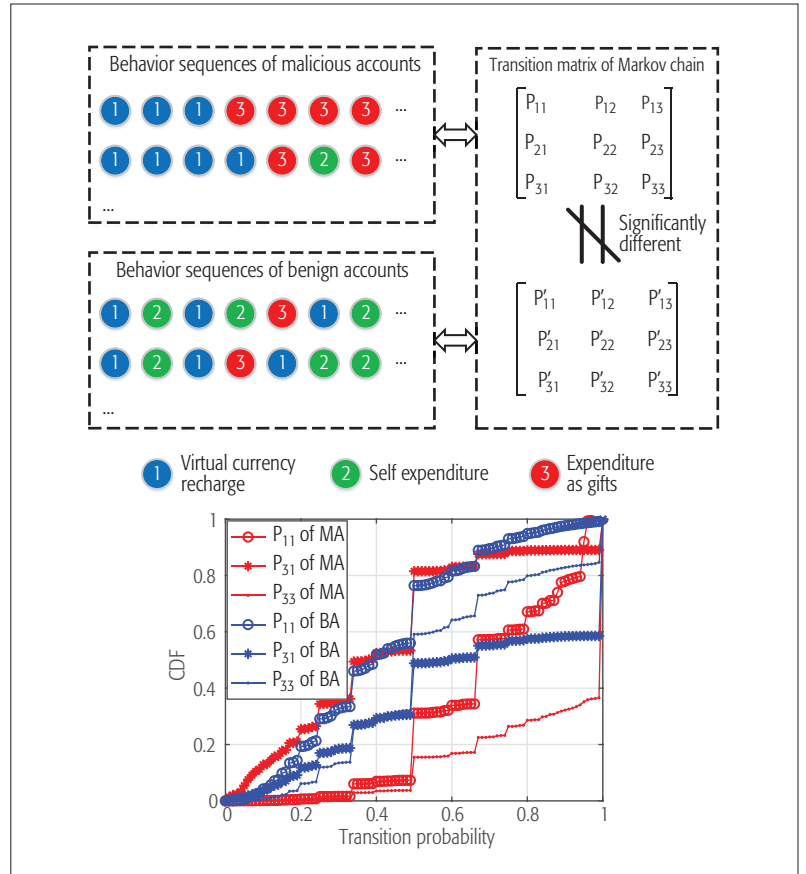 Behavior sequences of malicious accounts
1 1 1 3 3 3 3 ...
1 1 1 1 3 2 3 ...
...
Behavior sequences of benign accounts
1 2 1 2 3 1 2 ...
1 2 1 3 1 2 2 ...
...
Transition matrix of Markov chain
P11 P12 P13
P21 P22 P23
P31 P32 P33
Significantly
different
P'11 P'12 P'13
P'21 P'22 P'23
P'31 P'32 P'33
1 Virtual currency
recharge
2 Self expenditure
3 Expenditure
as gifts
P11 of MA
P31 of MA
P33 of MA
P11 of BA
P31 of BA
P33 of BA
CDF
1
0.8
0.6
0.4
0.2
0
0 0.2 0.4 0.6 0.8 1
Transition probability